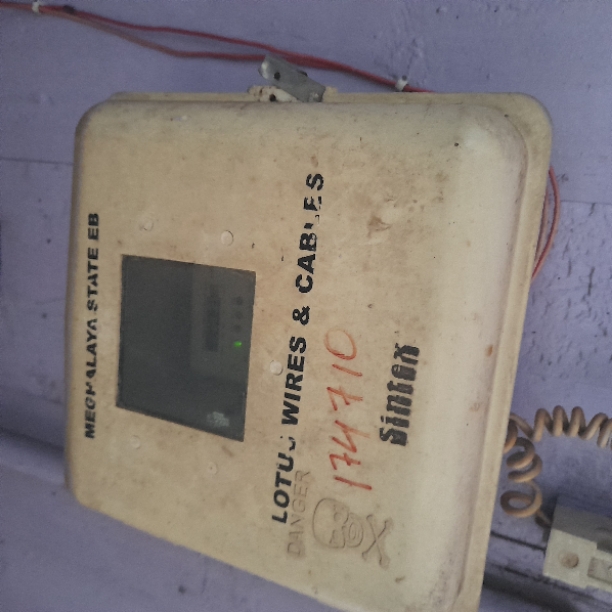 MEGHALAYA STATE EB
LOTUS WIRES & CABLES
DANGER
174710
Sintex